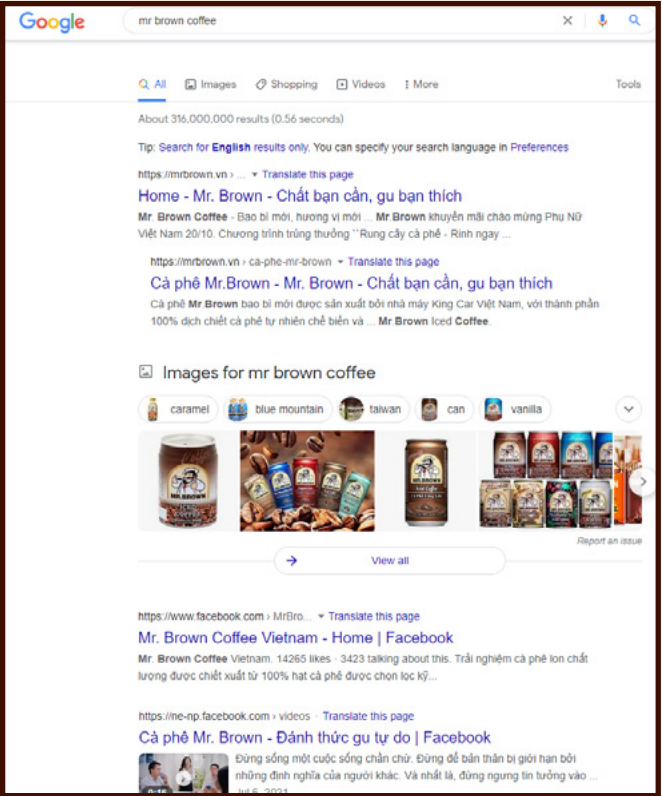 Google
mr brown coffee
All Images Shopping Videos More Tools
About 316,000,000 results (0.56 seconds)
Tip: Search for English results only. You can specify your search language in Preferences
https://mrbrown.vn › ... Translate this page
Home - Mr. Brown - Chất bạn cần, gu bạn thích
Mr. Brown Coffee - Bao bì mới, hương vị mới ... Mr Brown khuyến mãi chào mừng Phụ Nữ
Việt Nam 20/10. Chương trình trúng thưởng ``Rung cây cà phê - Rinh ngay ...
https://mrbrown.vn › ca-phe-mr-brown Translate this page
Cà phê Mr.Brown - Mr. Brown - Chất bạn cần, gu bạn thích
Cà phê Mr.Brown bao bì mới được sản xuất bởi nhà máy King Car Việt Nam, với thành phần
100% dịch chiết cà phê tự nhiên chế biến và ... Mr Brown Iced Coffee.
Images for mr brown coffee
caramel blue mountain taiwan can vanilla
MR.BROWN MR.BROWN
Report an issue
View all
https://www.facebook.com › MrBro... Translate this page
Mr. Brown Coffee Vietnam - Home | Facebook
Mr. Brown Coffee Vietnam. 14265 likes · 3423 talking about this. Trải nghiệm cà phê lon chất
lượng được chiết xuất từ 100% hạt cà phê được chọn lọc kỹ...
https://ne-np.facebook.com › videos · Translate this page
Cà phê Mr. Brown - Đánh thức gu tự do | Facebook
Đừng sống một cuộc sống chần chừ. Đừng để bản thân bị giới hạn bởi
những định nghĩa của người khác. Và nhất là, đừng ngưng tin tưởng vào ...
0:16 Jul 6, 2021